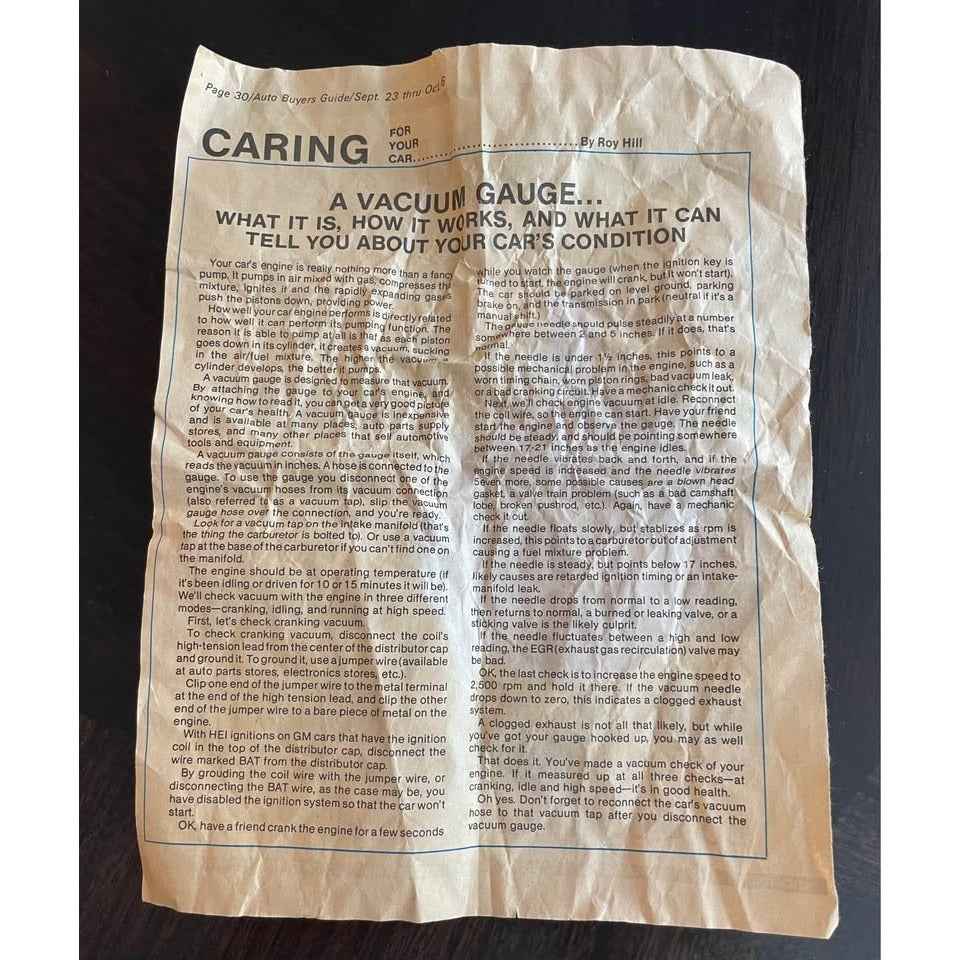 Page 30/Auto Buyers Guide/Sept. 23 thru Oct. 6
CARING FOR YOUR CAR..............................By Roy Hill
A VACUUM GAUGE...
WHAT IT IS, HOW IT WORKS, AND WHAT IT CAN
TELL YOU ABOUT YOUR CAR'S CONDITION
Your car's engine is really nothing more than a fancy
pump. It pumps in air mixed with gas, compresses the
mixture, ignites it and the rapidly expanding gases
push the pistons down, providing power.
How well your car engine performs is directly related
to how well it can perform its pumping function. The
reason it is able to pump at all is that as each piston
goes down in its cylinder, it creates a vacuum, sucking
in the air/fuel mixture. The higher the vacuum a
cylinder develops, the better it pumps.
A vacuum gauge is designed to measure that vacuum.
By attaching the gauge to your car's engine, and
knowing how to read it, you can get a very good picture
of your car's health. A vacuum gauge is inexpensive
and is available at many places, auto parts supply
stores, and many other places that sell automotive
tools and equipment.
A vacuum gauge consists of the gauge itself, which
reads the vacuum in inches. A hose is connected to the
gauge. To use the gauge you disconnect one of the
engine's vacuum hoses from its vacuum connection
(also referred to as a vacuum tap), slip the vacuum
gauge hose over the connection, and you're ready.
Look for a vacuum tap on the intake manifold (that's
the thing the carburetor is bolted to). Or use a vacuum
tap at the base of the carburetor if you can't find one on
the manifold.
The engine should be at operating temperature (if
it's been idling or driven for 10 or 15 minutes it will be).
We'll check vacuum with the engine in three different
modes—cranking, idling, and running at high speed.
First, let's check cranking vacuum.
To check cranking vacuum, disconnect the coil's
high-tension lead from the center of the distributor cap
and ground it. To ground it, use a jumper wire (available
at auto parts stores, electronics stores, etc.).
Clip one end of the jumper wire to the metal terminal
at the end of the high tension lead, and clip the other
end of the jumper wire to a bare piece of metal on the
engine.
With HEI ignitions on GM cars that have the ignition
coil in the top of the distributor cap, disconnect the
wire marked BAT from the distributor cap.
By grouding the coil wire with the jumper wire, or
disconnecting the BAT wire, as the case may be, you
have disabled the ignition system so that the car won't
start.
OK, have a friend crank the engine for a few seconds
while you watch the gauge (when the ignition key is
turned to start, the engine will crank, but it won't start).
The car should be parked on level ground, parking
brake on, and the transmission in park (neutral if it's a
manual shift.)
The gauge needle should pulse steadily at a number
somewhere between 2 and 5 inches. If it does, that's
normal.
If the needle is under 1½ inches, this points to a
possible mechanical problem in the engine, such as a
worn timing chain, worn piston rings, bad vacuum leak,
or a bad cranking circuit. Have a mechanic check it out.
Next, we'll check engine vacuum at idle. Reconnect
the coil wire, so the engine can start. Have your friend
start the engine and observe the gauge. The needle
should be steady and should be pointing somewhere
between 17-21 inches as the engine idles.
If the needle vibrates back and forth, and if the
engine speed is increased and the needle vibrates
5even more, some possible causes are a blown head
gasket, a valve train problem (such as a bad camshaft
lobe, broken pushrod, etc.). Again, have a mechanic
check it out.
If the needle floats slowly, but stablizes as rpm is
increased, this points to a carburetor out of adjustment
causing a fuel mixture problem.
If the needle is steady, but points below 17 inches,
likely causes are retarded ignition timing or an intake-
manifold leak.
If the needle drops from normal to a low reading,
then returns to normal, a burned or leaking valve, or a
sticking valve is the likely culprit.
If the needle fluctuates between a high and low
reading, the EGR (exhaust gas recirculation) valve may
be bad.
OK, the last check is to increase the engine speed to
2,500 rpm and hold it there. If the vacuum needle
drops down to zero, this indicates a clogged exhaust
system.
A clogged exhaust is not all that likely, but while
you've got your gauge hooked up, you may as well
check for it.
That does it. You've made a vacuum check of your
engine. If it measured up at all three checks—at
cranking, idle and high speed—it's in good health.
Oh yes. Don't forget to reconnect the car's vacuum
hose to that vacuum tap after you disconnect the
vacuum gauge.